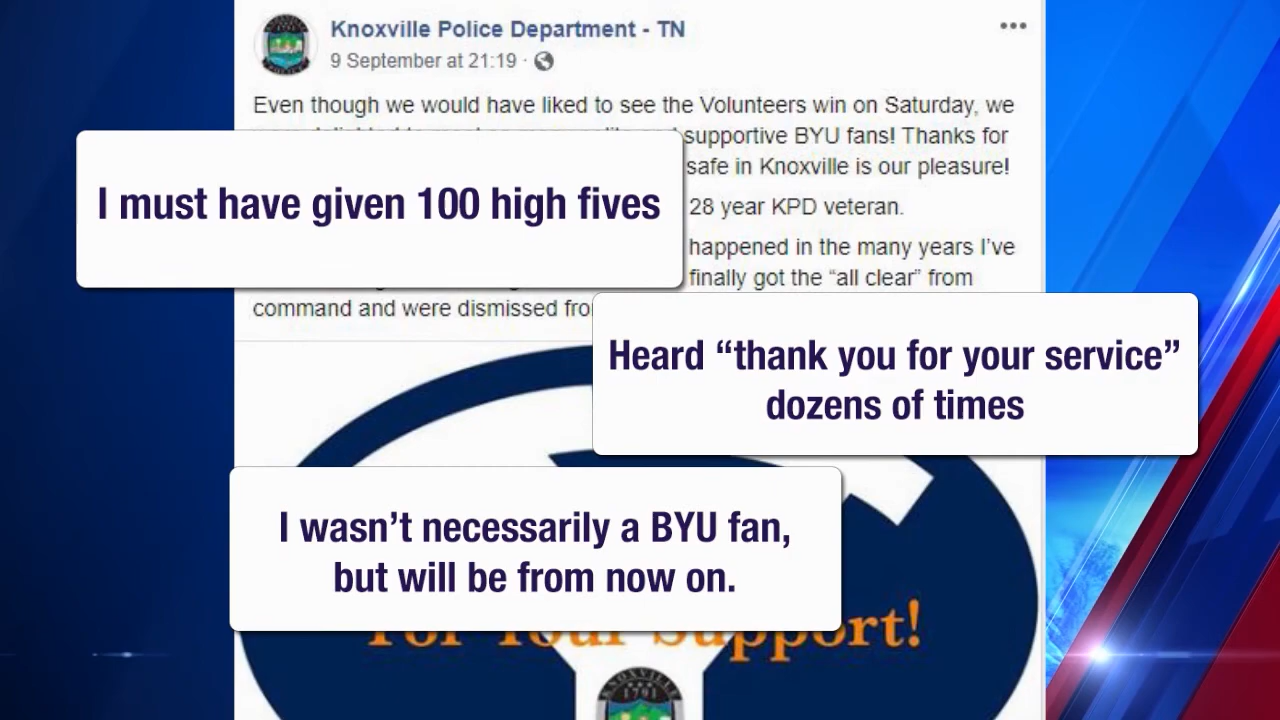 Knoxville Police Department - TN
9 September at 21:19
Even though we would have liked to see the Volunteers win on Saturday, we
supportive BYU fans! Thanks for
safe in Knoxville is our pleasure!
I must have given 100 high fives
28 year KPD veteran.
happened in the many years I've
finally got the “all clear” from
command and were dismissed
Heard “thank you for your service”
dozens of times
I wasn't necessarily a BYU fan,
but will be from now on.
For Your Support!
KNOXVILLE
1791